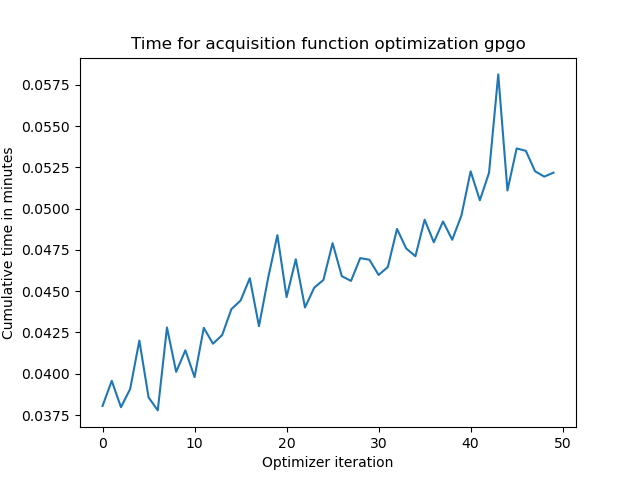 Time for acquisition function optimization gpgo
Cumulative time in minutes
0.0575
0.0550
0.0525
0.0500
0.0475
0.0450
0.0425
0.0400
0.0375
0 10 20 30 40 50
Optimizer iteration